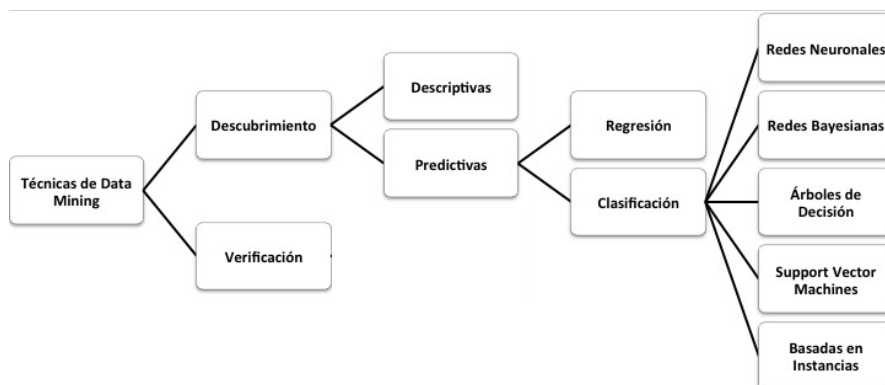 Técnicas de Data
Mining
Descubrimiento
Verificación
Descriptivas
Predictivas
Regresión
Clasificación
Redes Neuronales
Redes Bayesianas
Árboles de
Decisión
Support Vector
Machines
Basadas en
Instancias